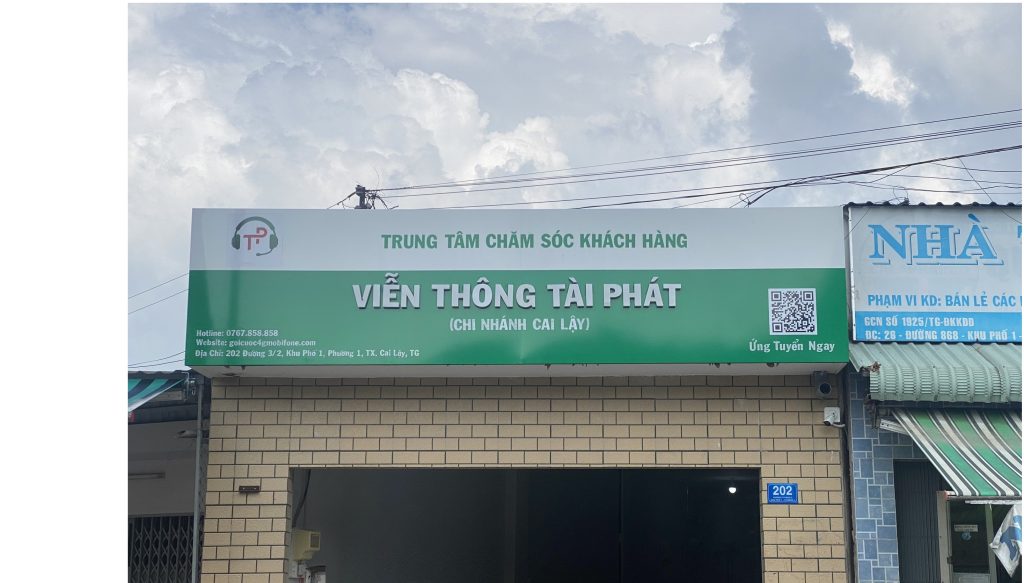 TP
TRUNG TÂM CHĂM SÓC KHÁCH HÀNG
VIỄN THÔNG TÀI PHÁT
(CHI NHÁNH CAI LẬY)
Hotline: 0767.858.858
Website: goicuoc4gmobifone.com
Địa Chỉ: 202 Đường 3/2, Khu Phố 1, Phường 1, TX. Cai Lậy, TG
Ứng Tuyển Ngay
202
NHÀ
PHẠM VI KD: BÁN LẺ CÁC
GCN SỐ 1925/TG-ĐKKDD
ĐC: 26 - ĐƯỜNG 868 - KHU PHỐ 1 -